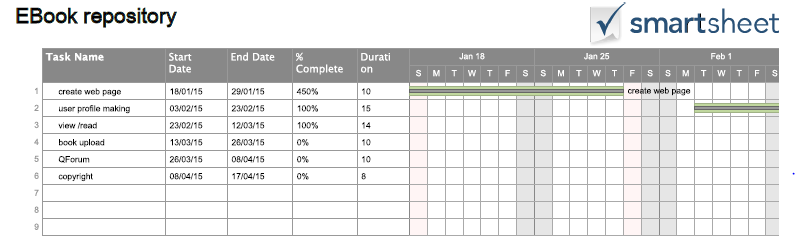 EBook repository
smartsheet
Task Name Start Date End Date % Complete Durati on Jan 18 Jan 25 Feb 1
S M T W T F S S M T W T F S S M T W T F S
1 create web page 18/01/15 29/01/15 450% 10 create web page
2 user profile making 03/02/15 23/02/15 100% 15
3 view /read 23/02/15 12/03/15 100% 14
4 book upload 13/03/15 26/03/15 0% 10
5 QForum 26/03/15 08/04/15 0% 10
6 copyright 08/04/15 17/04/15 0% 8
7
8
9